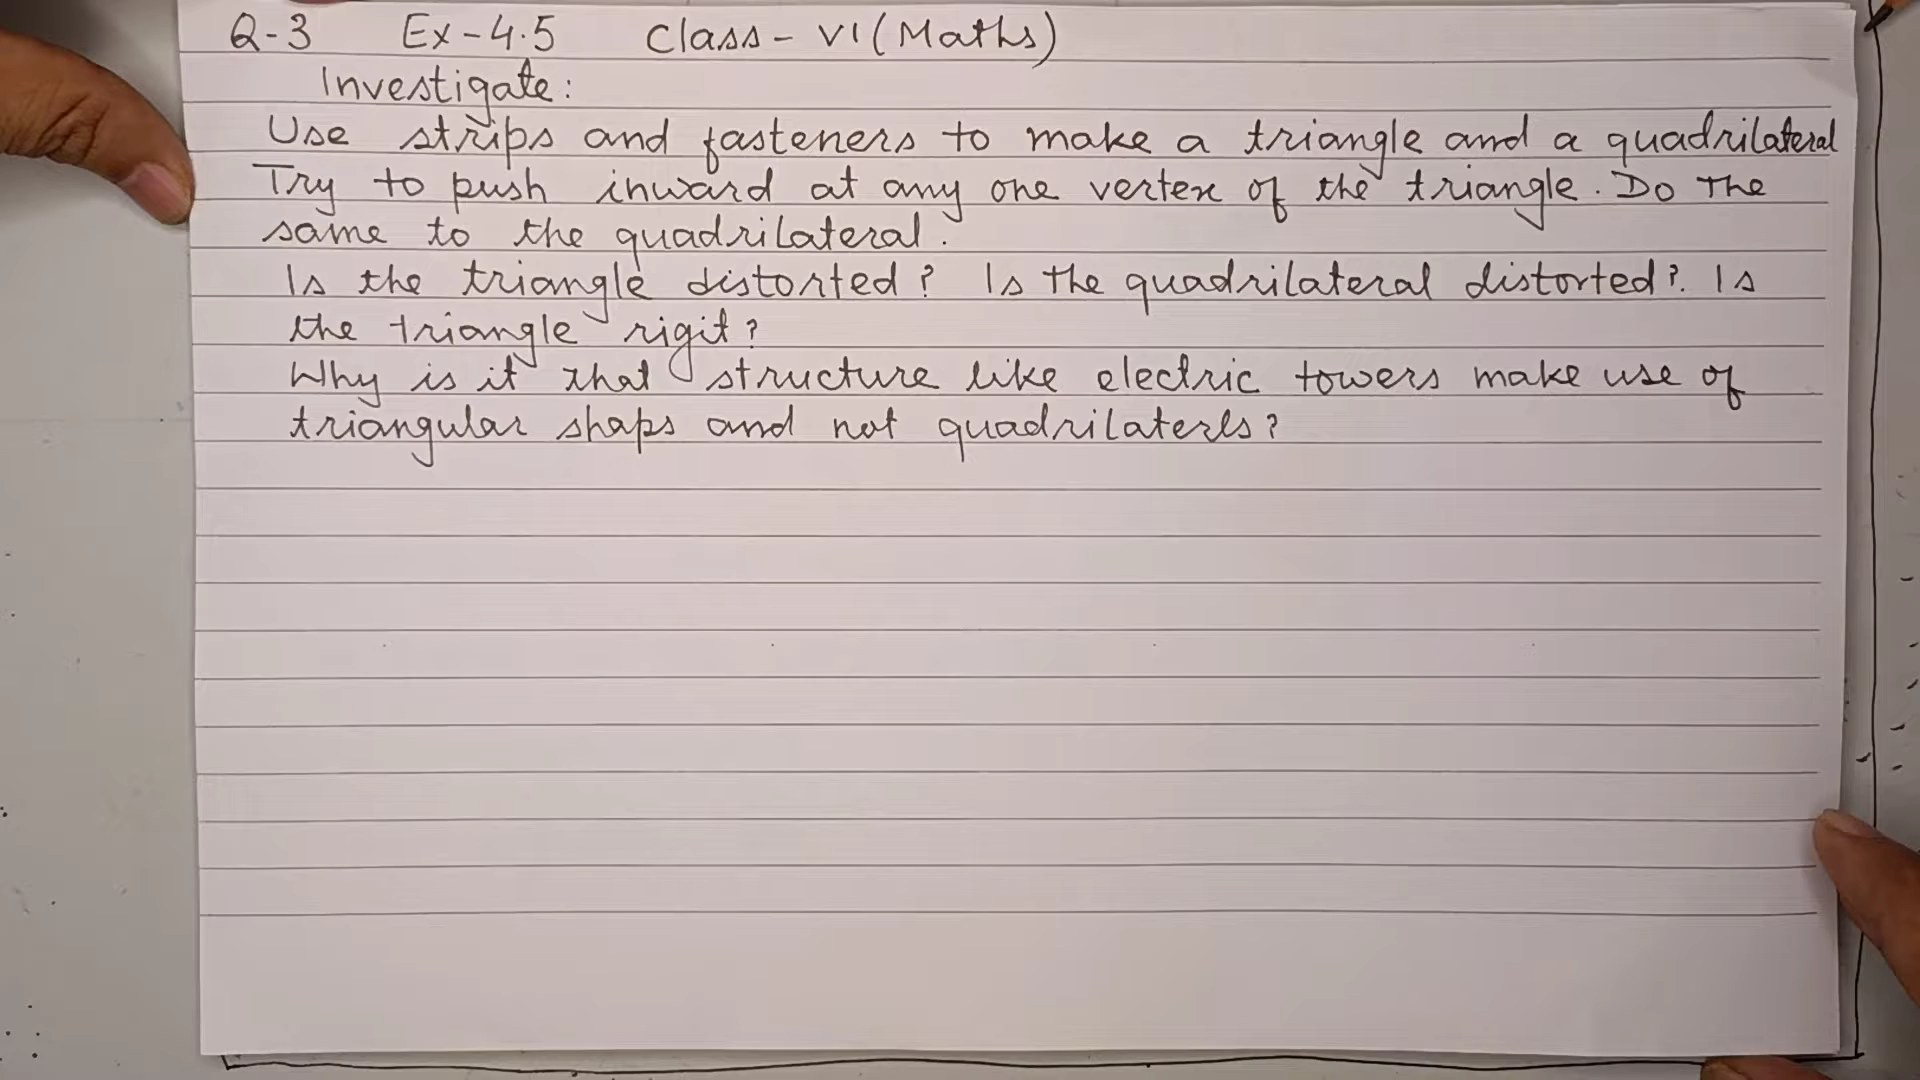 Q-3 Ex-4.5 Class-VI(Maths)
Investigate:
Use strips and fasteners to make a triangle and a quadrilateral
Try to push inward at any one vertex of the triangle. Do the
same to the quadrilateral.
Is the triangle distorted? Is the quadrilateral distorted?. Is
the triangle rigit?
Why is it that structure like electric towers make use of
triangular shaps and not quadrilaterls?